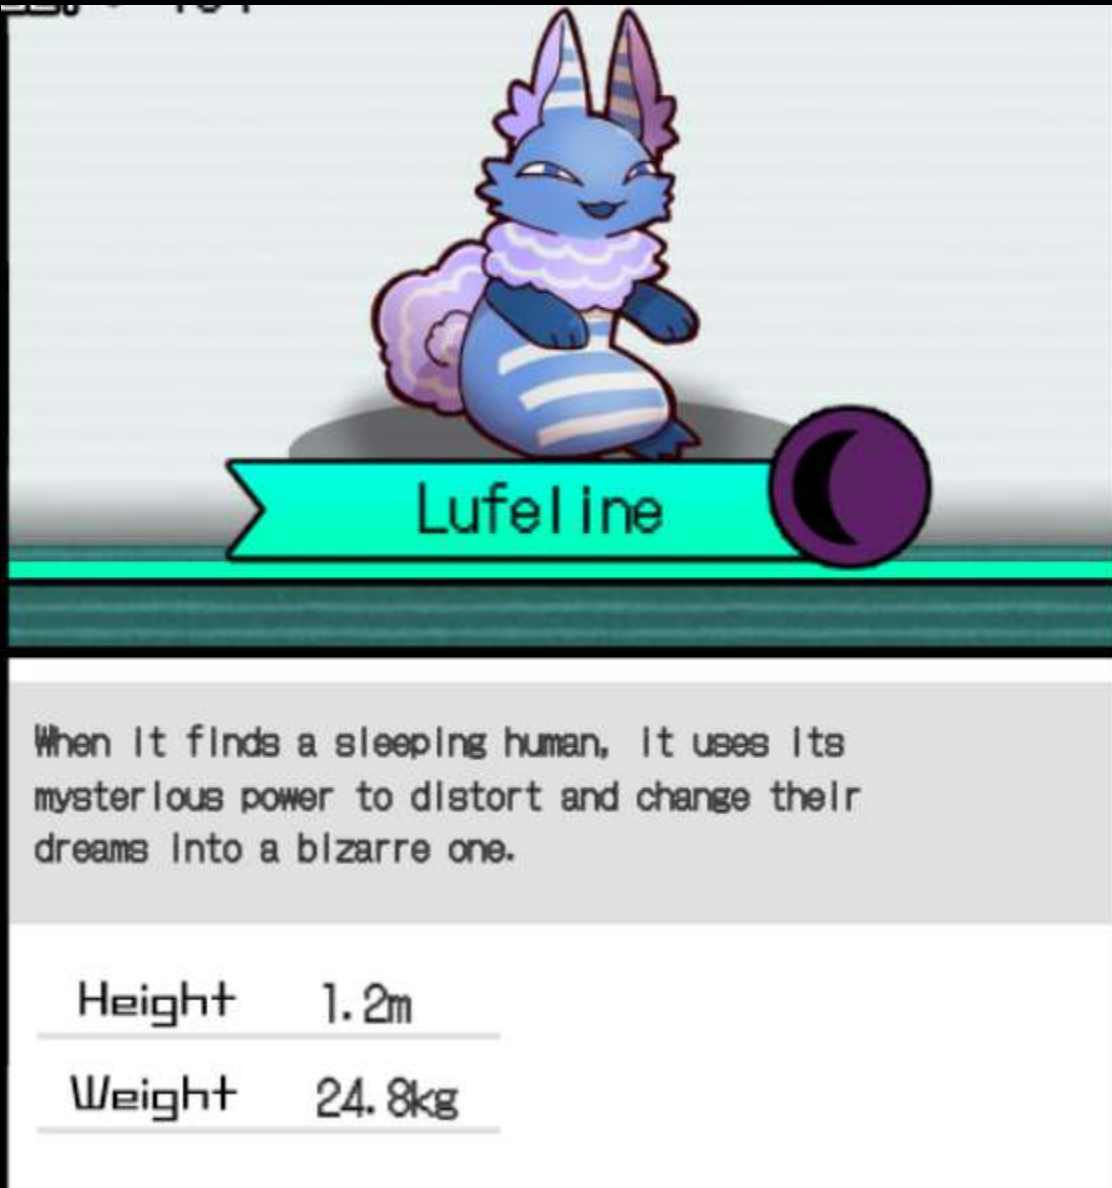 Lufeline
When it finds a sleeping human, it uses its
mysterious power to distort and change their
dreams into a bizarre one.
Height 1.2m
Weight 24.8kg